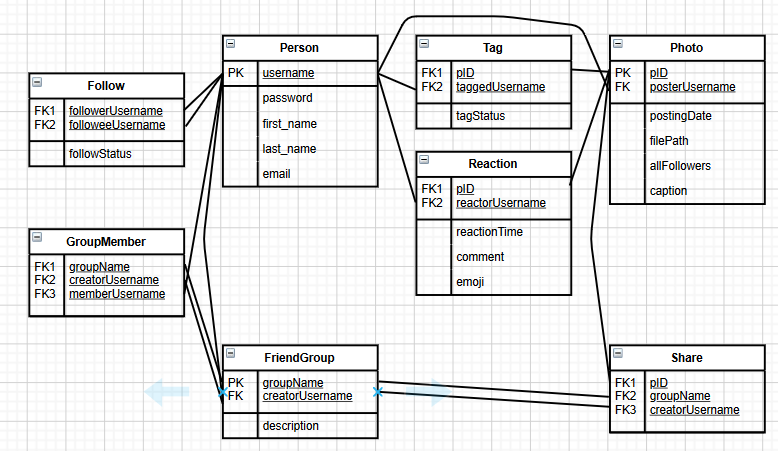 Person
PK username
password
first_name
last_name
email
Tag
FK1 pID
FK2 taggedUsername
tagStatus
Photo
PK pID
FK posterUsername
postingDate
filePath
allFollowers
caption
Follow
FK1 followerUsername
FK2 followeeUsername
followStatus
Reaction
FK1 pID
FK2 reactorUsername
reactionTime
comment
emoji
GroupMember
FK1 groupName
FK2 creatorUsername
FK3 memberUsername
FriendGroup
PK groupName
FK creatorUsername
description
Share
FK1 pID
FK2 groupName
FK3 creatorUsername